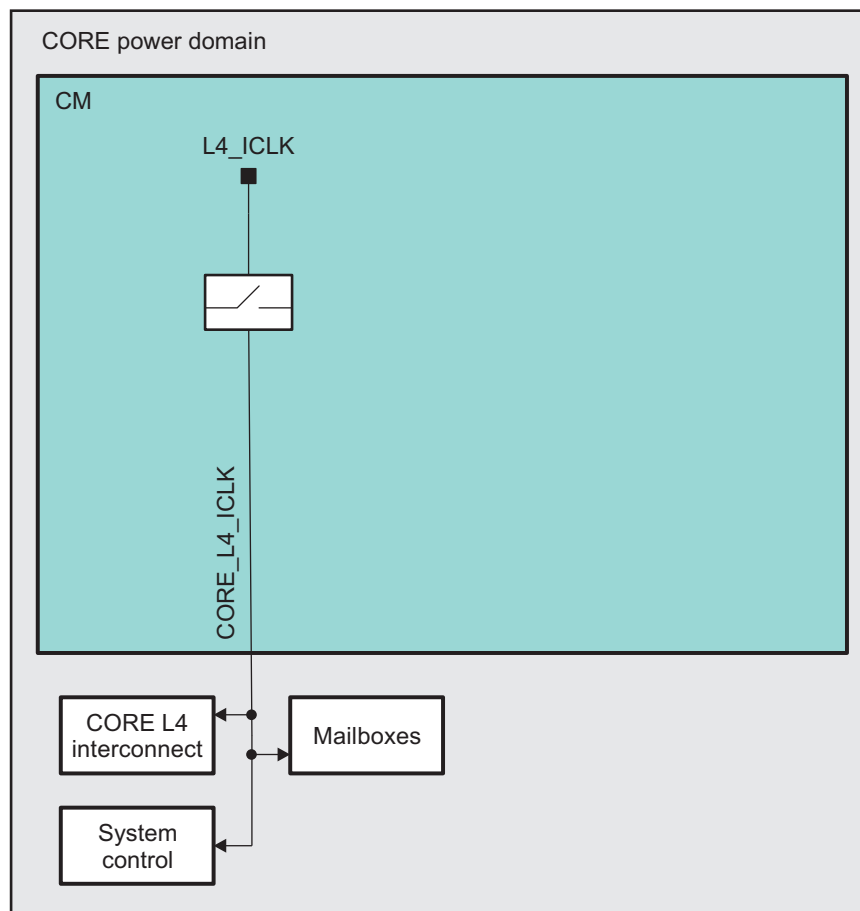 CORE power domain
CM
L4_ICLK
CORE_L4_ICLK
CORE L4
interconnect
Mailboxes
System
control